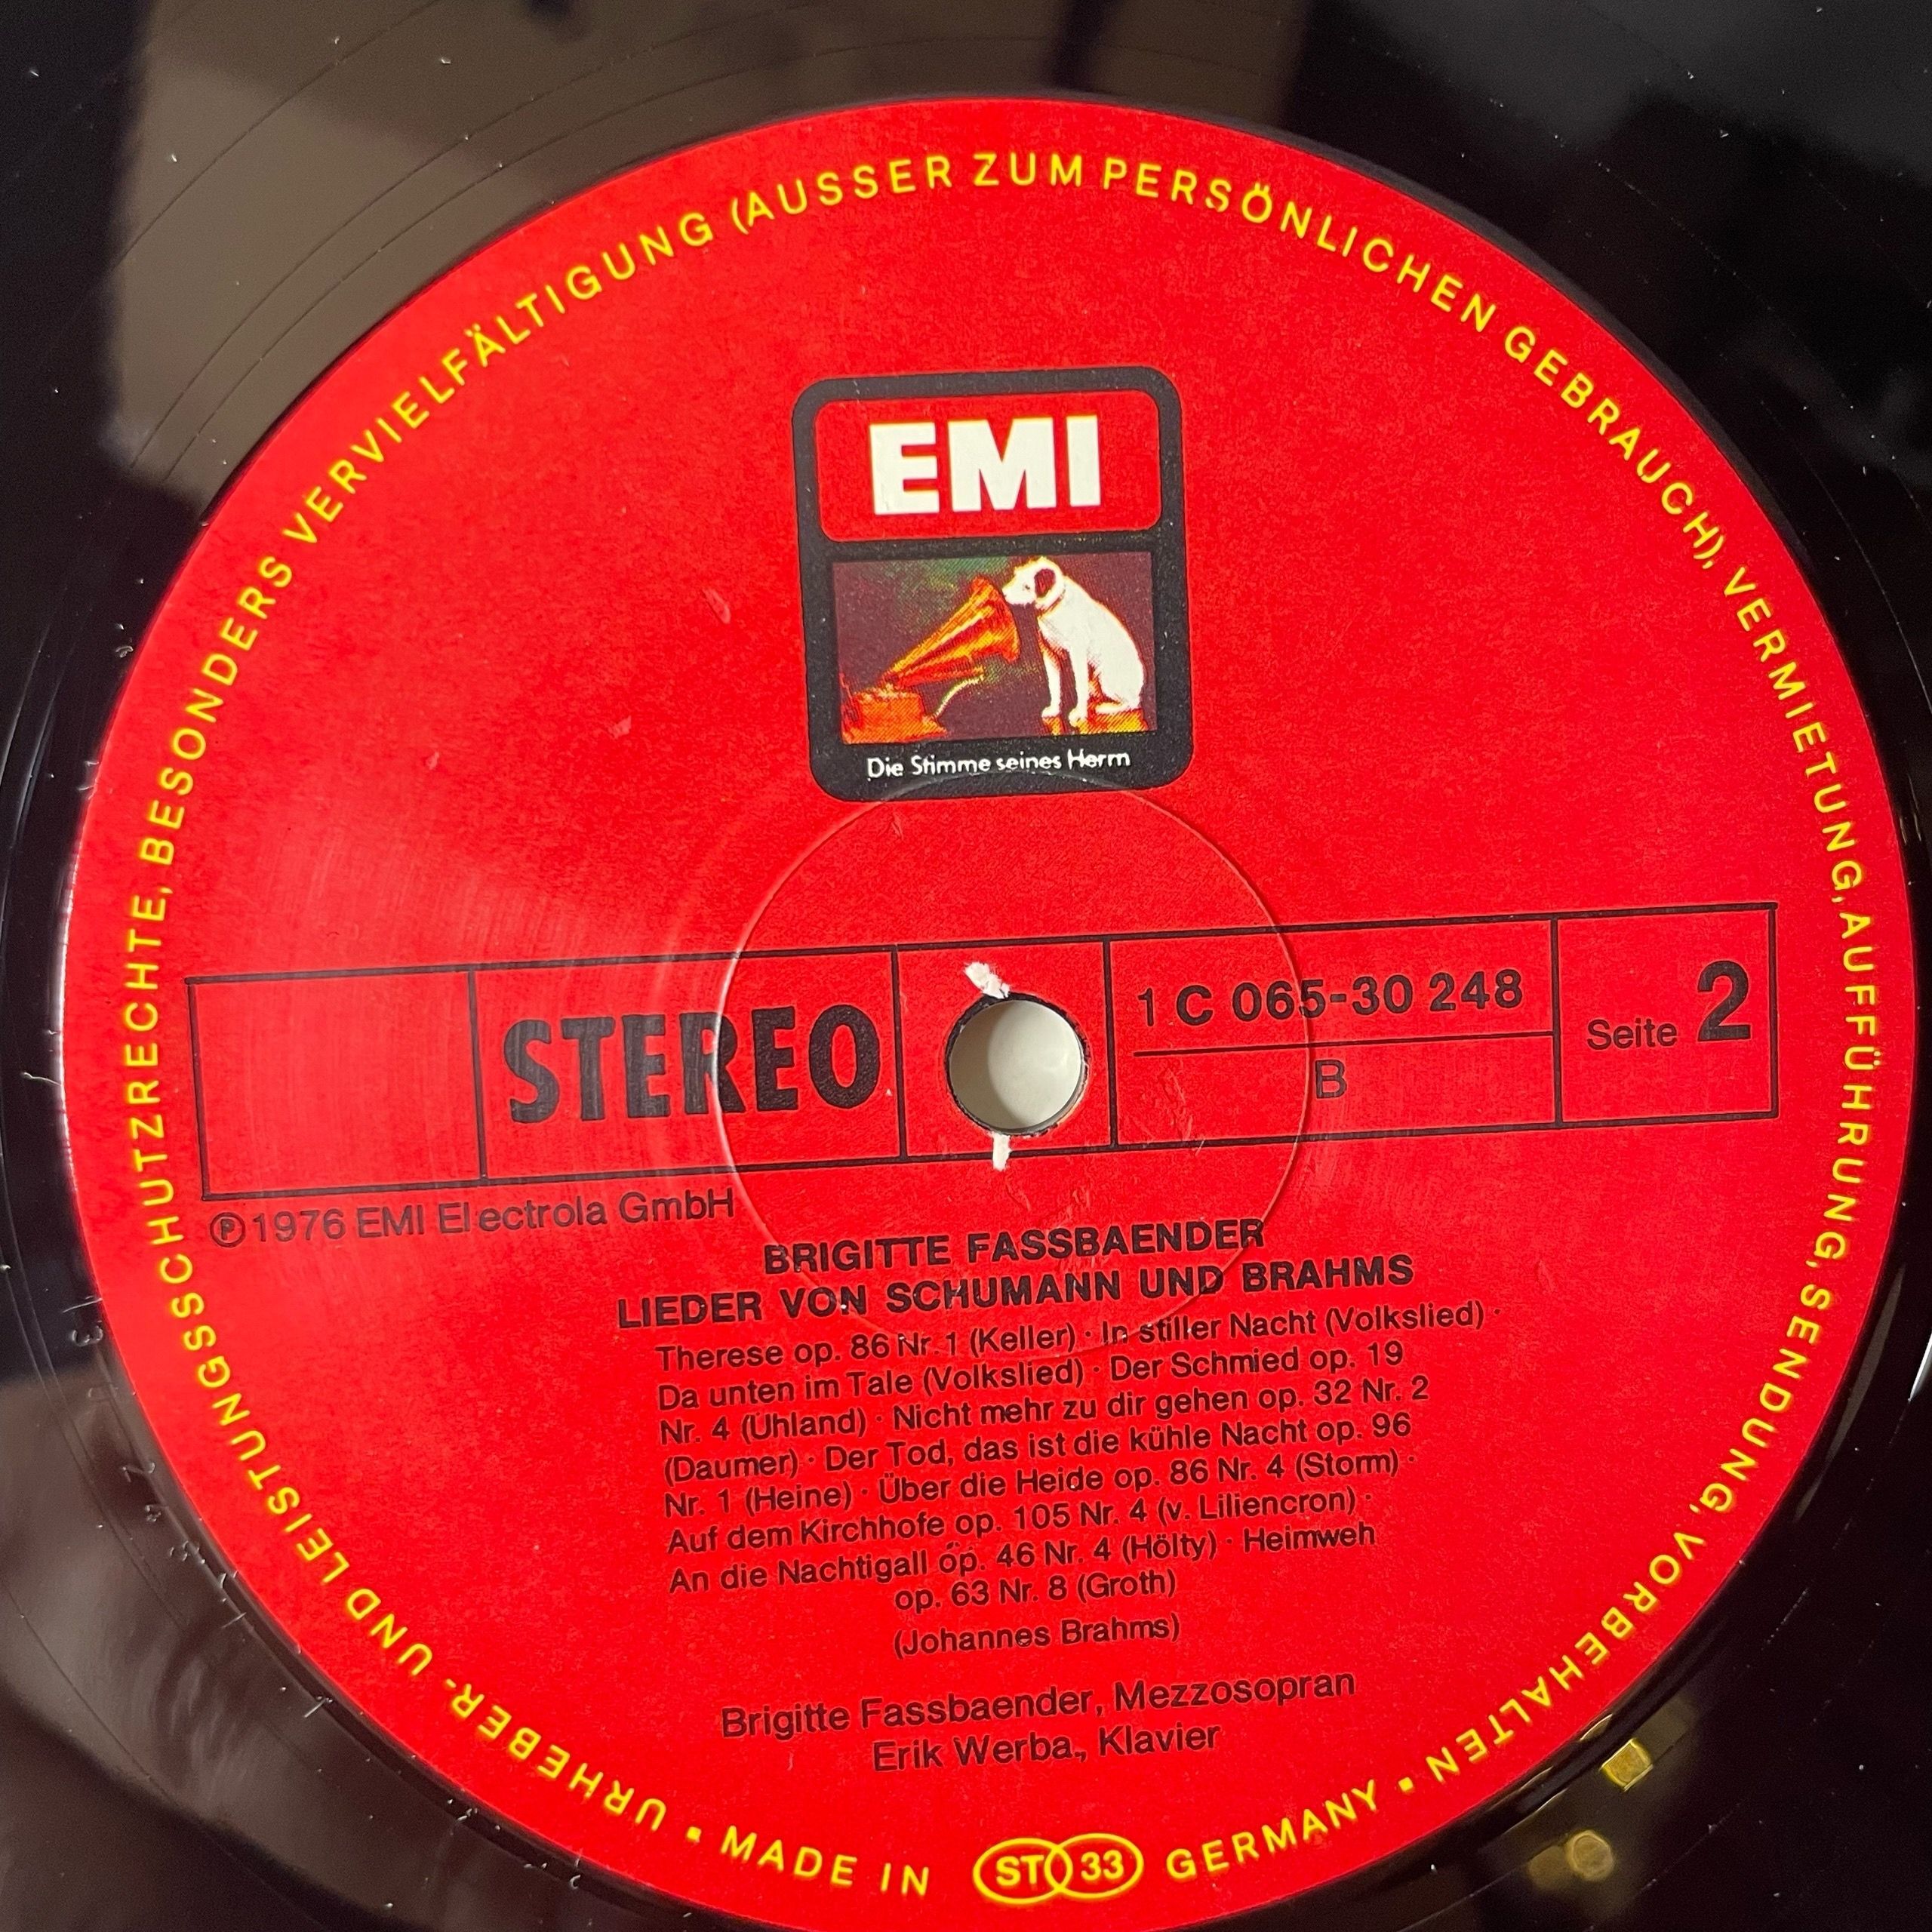 URHEBER- UND LEISTUNGSSCHUTZRECHTE, BESONDERS VERVIELFÄLTIGUNG (AUSSER ZUM PERSÖNLICHEN GEBRAUCH), VERMIETUNG, AUFFÜHRUNG, SENDUNG, VORBEHALTEN •
EMI
Die Stimme seines Herrn
STEREO
1 C 065-30 248
B
Seite 2
℗ 1976 EMI Electrola GmbH
BRIGITTE FASSBAENDER
LIEDER VON SCHUMANN UND BRAHMS
Therese op. 86 Nr. 1 (Keller) · In stiller Nacht (Volkslied) ·
Da unten im Tale (Volkslied) · Der Schmied op. 19
Nr. 4 (Uhland) · Nicht mehr zu dir gehen op. 32 Nr. 2
(Daumer) · Der Tod, das ist die kühle Nacht op. 96
Nr. 1 (Heine) · Über die Heide op. 86 Nr. 4 (Storm) ·
Auf dem Kirchhofe op. 105 Nr. 4 (v. Liliencron) ·
An die Nachtigall op. 46 Nr. 4 (Hölty) · Heimweh
op. 63 Nr. 8 (Groth)
(Johannes Brahms)
Brigitte Fassbaender, Mezzosopran
Erik Werba, Klavier
• MADE IN ST 33 GERMANY